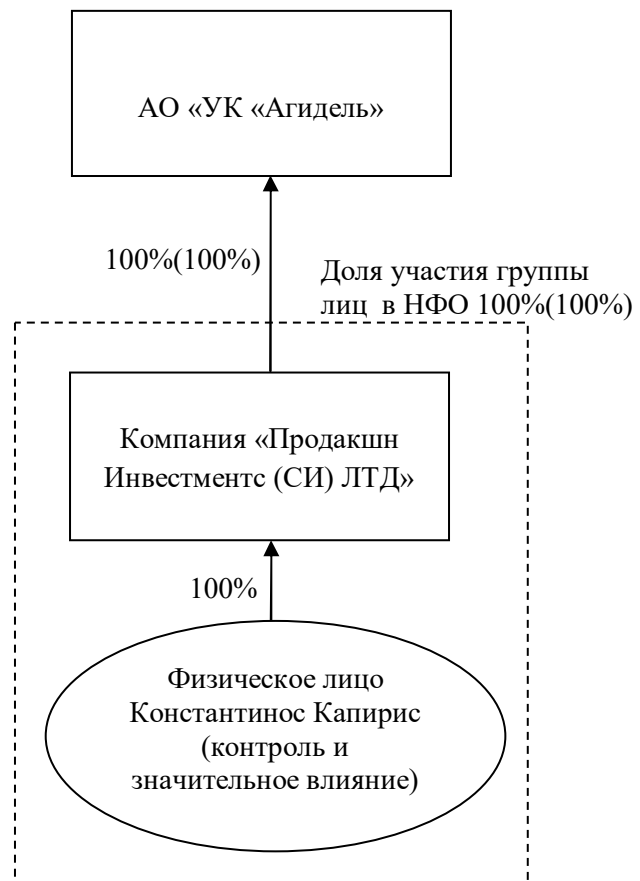 АО «УК «Агидель»
100%(100%)
Доля участия группы
лиц в НФО 100%(100%)
Компания «Продакшн
Инвестментс (СИ) ЛТД»
100%
Физическое лицо
Константинос Капирис
(контроль и
значительное влияние)